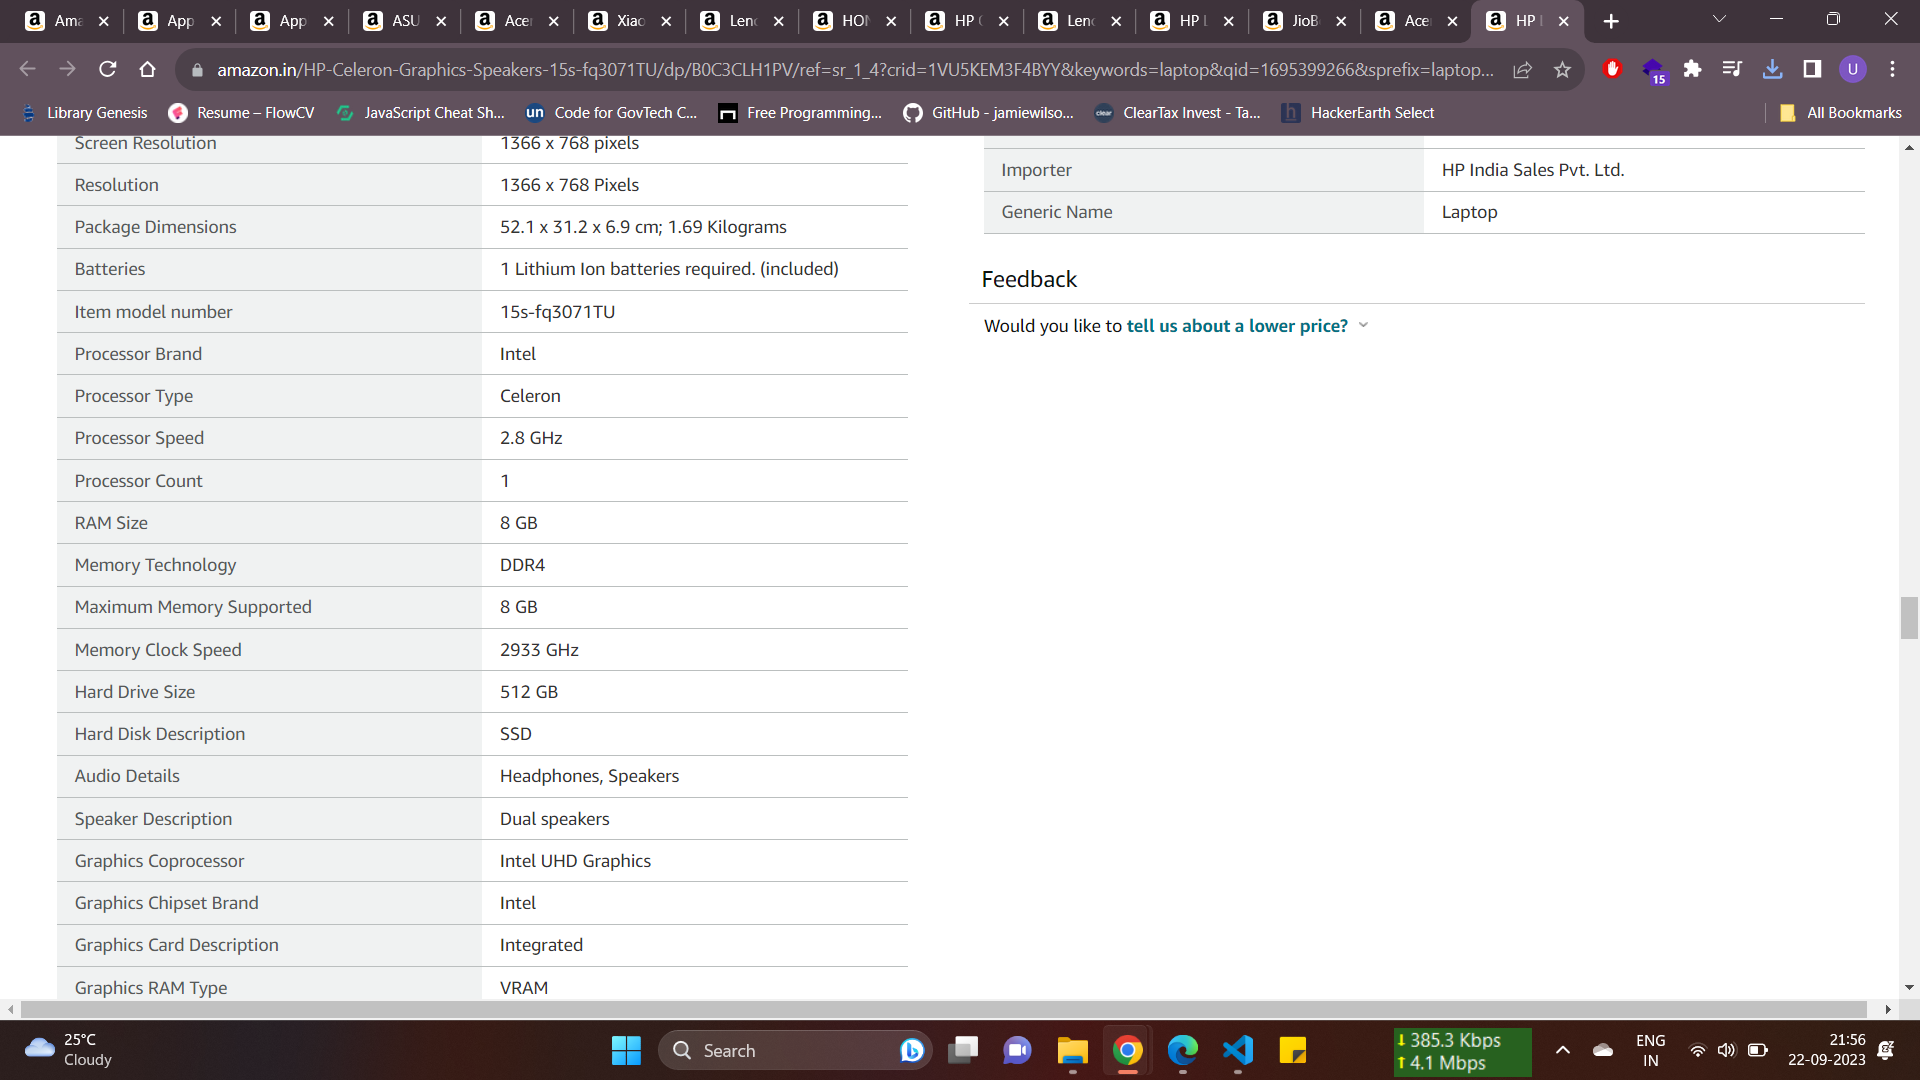 Ama
App
App
ASU
Acer
Xiao
Len
HON
HP
Len
HP L
JioB
Ace
HP
amazon.in/HP-Celeron-Graphics-Speakers-15s-fq3071TU/dp/B0C3CLH1PV/ref=sr_1_4?crid=1VU5KEM3F4BYY&keywords=laptop&qid=1695399266&sprefix=laptop...
15
U
Library Genesis
Resume – FlowCV
JavaScript Cheat Sh...
un Code for GovTech C...
Free Programming...
GitHub - jamiewilso...
clear ClearTax Invest - Ta...
h HackerEarth Select
All Bookmarks
Screen Resolution 1366 x 768 pixels
Resolution 1366 x 768 Pixels
Package Dimensions 52.1 x 31.2 x 6.9 cm; 1.69 Kilograms
Batteries 1 Lithium Ion batteries required. (included)
Item model number 15s-fq3071TU
Processor Brand Intel
Processor Type Celeron
Processor Speed 2.8 GHz
Processor Count 1
RAM Size 8 GB
Memory Technology DDR4
Maximum Memory Supported 8 GB
Memory Clock Speed 2933 GHz
Hard Drive Size 512 GB
Hard Disk Description SSD
Audio Details Headphones, Speakers
Speaker Description Dual speakers
Graphics Coprocessor Intel UHD Graphics
Graphics Chipset Brand Intel
Graphics Card Description Integrated
Graphics RAM Type VRAM
Importer HP India Sales Pvt. Ltd.
Generic Name Laptop
Feedback
Would you like to tell us about a lower price?
25°C
Cloudy
Search
↓ 385.3 Kbps
↑ 4.1 Mbps
ENG
IN
21:56
22-09-2023